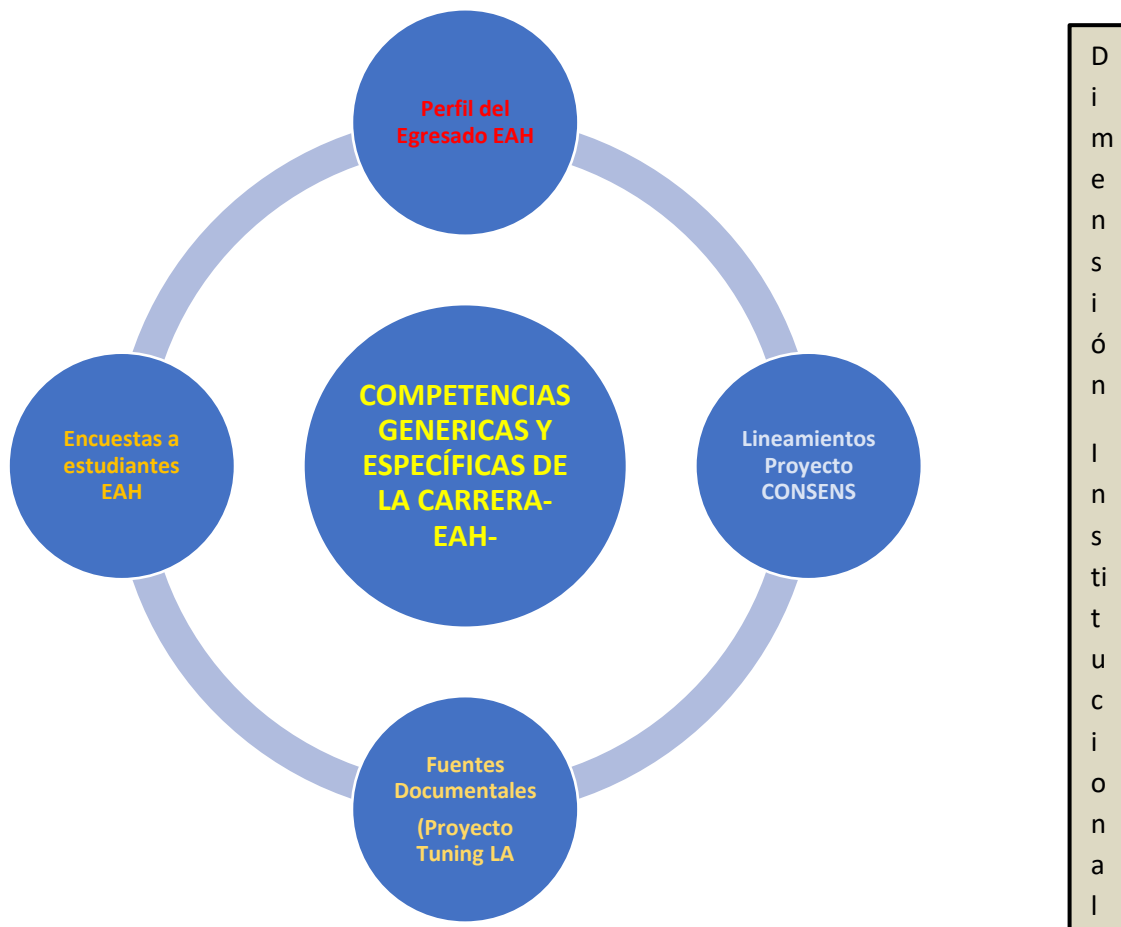 Perfil del
Egresado EAH
COMPETENCIAS
GENERICAS Y
ESPECÍFICAS DE
LA CARRERA-
EAH-
Encuestas a
estudiantes
EAH
Lineamientos
Proyecto
CONSENS
Fuentes
Documentales
(Proyecto
Tuning LA
D
i
m
e
n
s
i
ó
n
I
n
s
ti
t
u
c
i
o
n
a
l